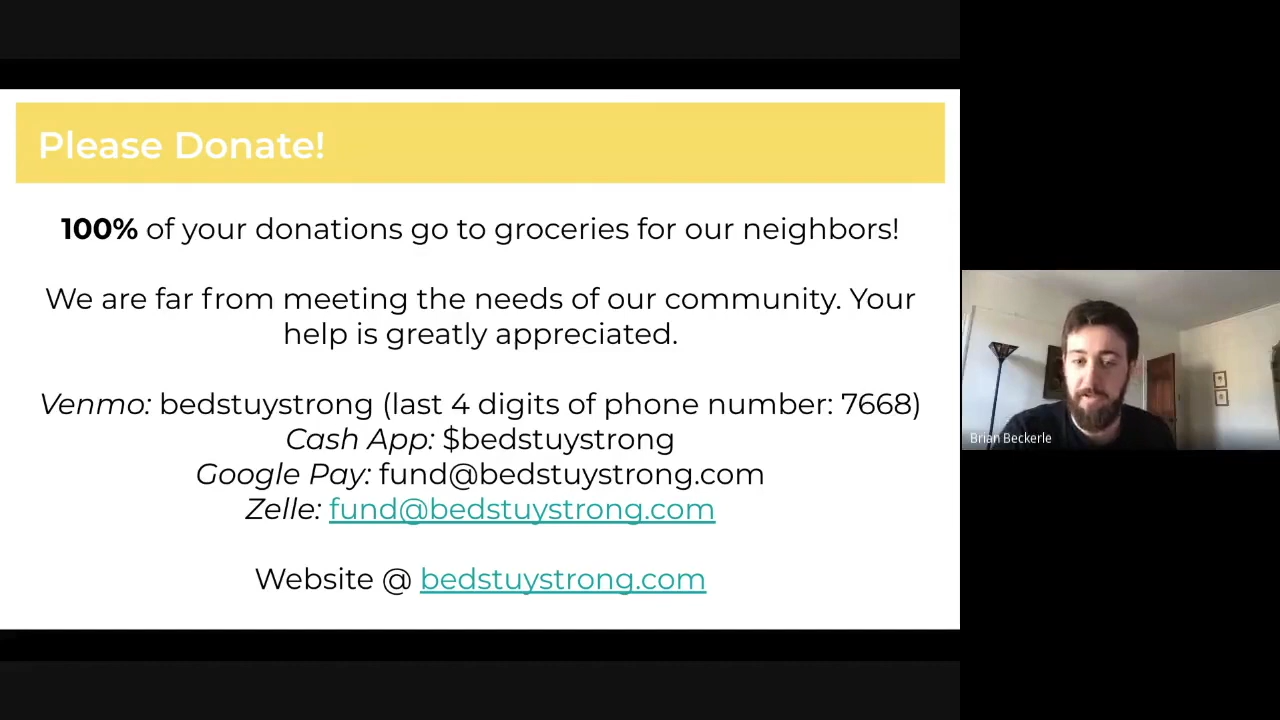 Please Donate!
100% of your donations go to groceries for our neighbors!
We are far from meeting the needs of our community. Your
help is greatly appreciated.
Venmo: bedstuystrong (last 4 digits of phone number: 7668)
Cash App: $bedstuystrong
Google Pay: fund@bedstuystrong.com
Zelle: fund@bedstuystrong.com
Website @ bedstuystrong.com
Brian Beckerle